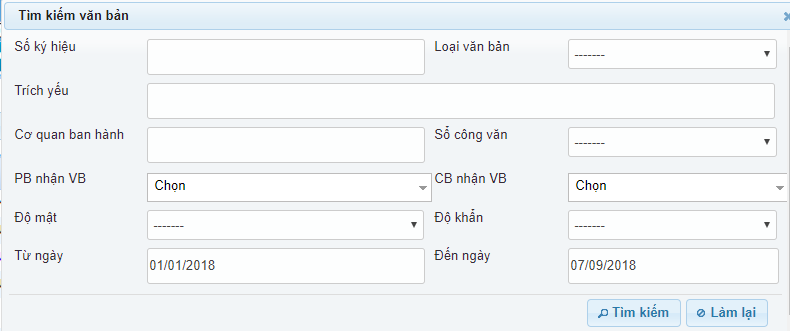 Tìm kiếm văn bản
Số ký hiệu
Loại văn bản -------
Trích yếu
Cơ quan ban hành
Sổ công văn -------
PB nhận VB Chọn
CB nhận VB Chọn
Độ mật -------
Độ khẩn -------
Từ ngày 01/01/2018
Đến ngày 07/09/2018
Tìm kiếm Làm lại